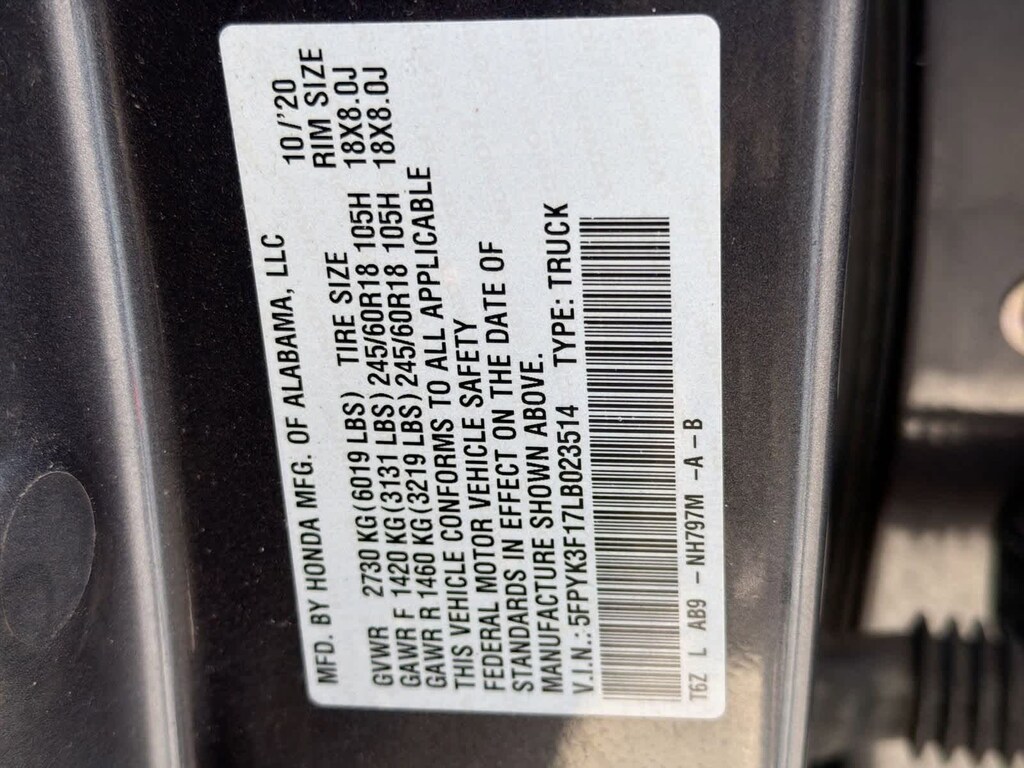 MFD. BY HONDA MFG. OF ALABAMA, LLC 10/'20
GVWR 2730 KG(6019 LBS) TIRE SIZE RIM SIZE
GAWR F 1420 KG(3131 LBS) 245/60R18 105H 18X8.0J
GAWR R 1460 KG(3219 LBS) 245/60R18 105H 18X8.0J
THIS VEHICLE CONFORMS TO ALL APPLICABLE
FEDERAL MOTOR VEHICLE SAFETY
STANDARDS IN EFFECT ON THE DATE OF
MANUFACTURE SHOWN ABOVE.
V.I.N.:5FPYK3F17LB023514 TYPE: TRUCK
T6Z L AB9 - NH797M -A - B